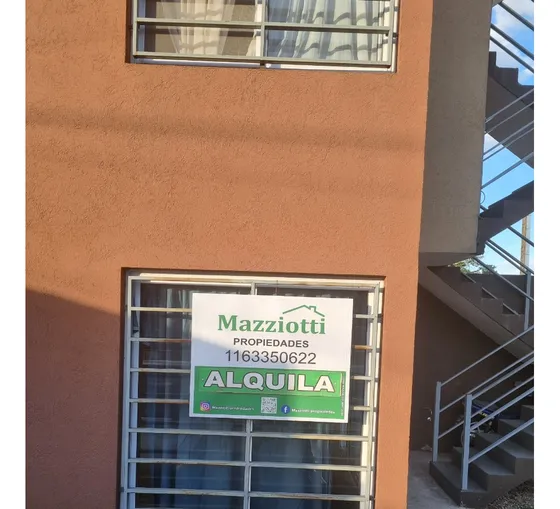 Mazziotti
PROPIEDADES
1163350622
ALQUILA